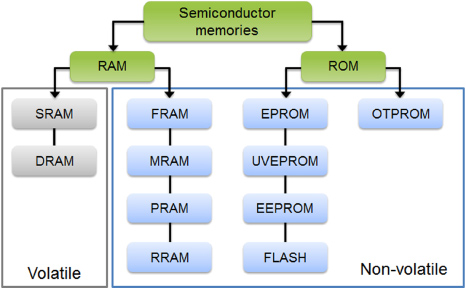 Semiconductor
memories
RAM
ROM
SRAM
FRAM
EPROM
OTPROM
DRAM
MRAM
UVEPROM
PRAM
EEPROM
RRAM
FLASH
Volatile
Non-volatile